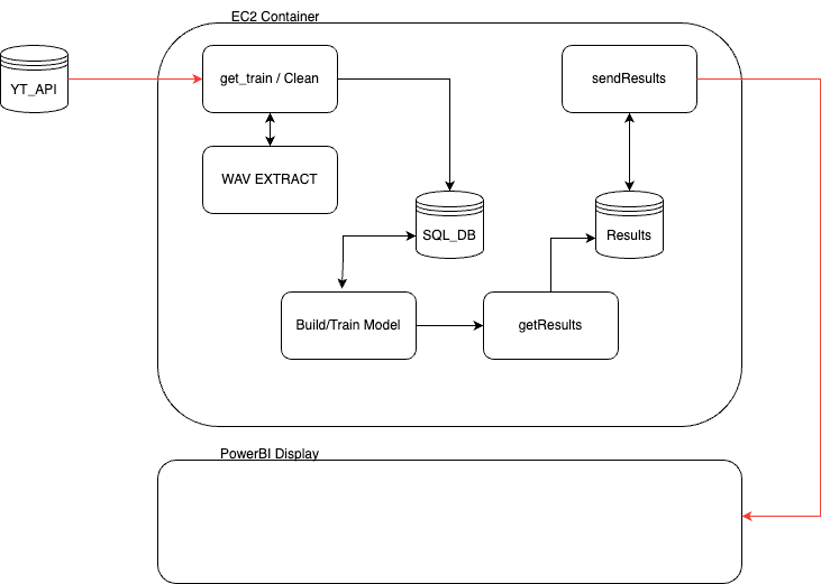 EC2 Container
YT_API
get_train / Clean
sendResults
WAV EXTRACT
SQL_DB
Results
Build/Train Model
getResults
PowerBI Display